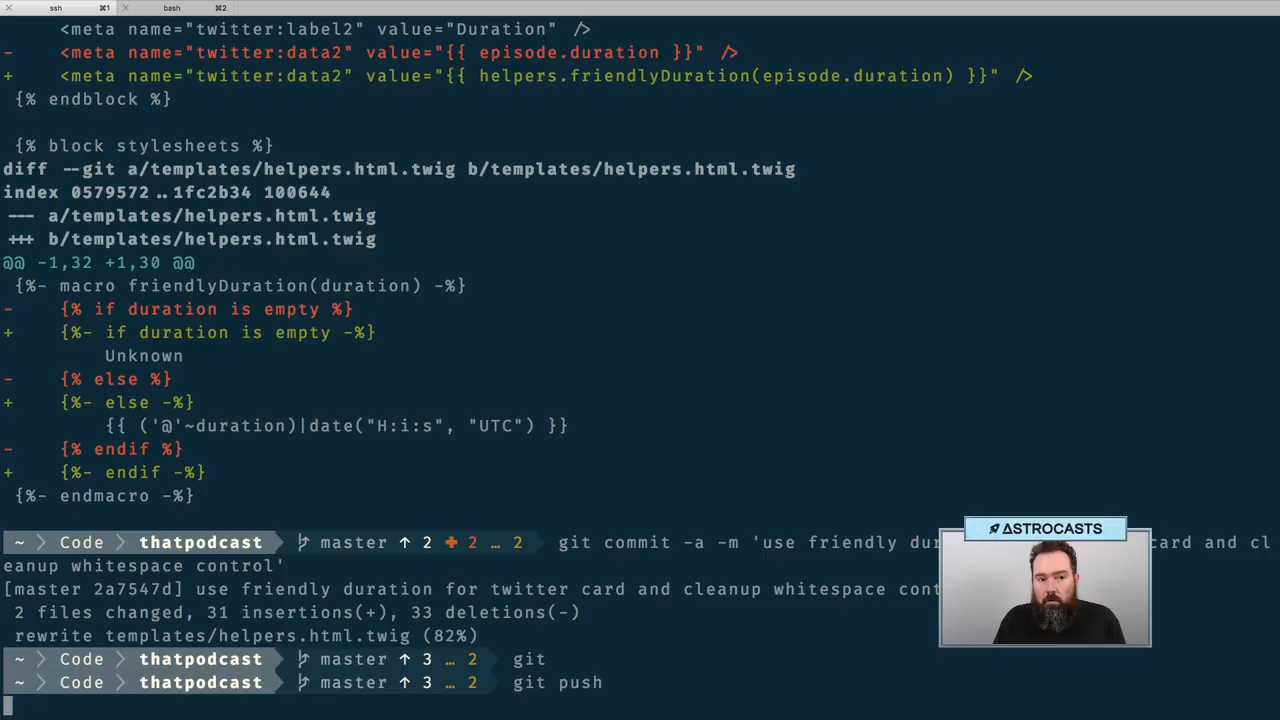 ssh ⌘1 bash ⌘2
<meta name="twitter:label2" value="Duration" />
- <meta name="twitter:data2" value="{{ episode.duration }}" />
+ <meta name="twitter:data2" value="{{ helpers.friendlyDuration(episode.duration) }}" />
{% endblock %}
{% block stylesheets %}
diff --git a/templates/helpers.html.twig b/templates/helpers.html.twig
index 0579572..1fc2b34 100644
--- a/templates/helpers.html.twig
+++ b/templates/helpers.html.twig
@@ -1,32 +1,30 @@
{%- macro friendlyDuration(duration) -%}
- {% if duration is empty %}
+ {%- if duration is empty -%}
Unknown
- {% else %}
+ {%- else -%}
{{ ('@'~duration)|date("H:i:s", "UTC") }}
- {% endif %}
+ {%- endif -%}
{%- endmacro -%}
~ Code thatpodcast master ↑ 2 ✚ 2 … 2 git commit -a -m 'use friendly card and cl
eanup whitespace control'
[master 2a7547d] use friendly duration for twitter card and cleanup whitespace
2 files changed, 31 insertions(+), 33 deletions(-)
rewrite templates/helpers.html.twig (82%)
~ Code thatpodcast master ↑ 3 … 2 git
~ Code thatpodcast master ↑ 3 … 2 git push
ASTROCASTS